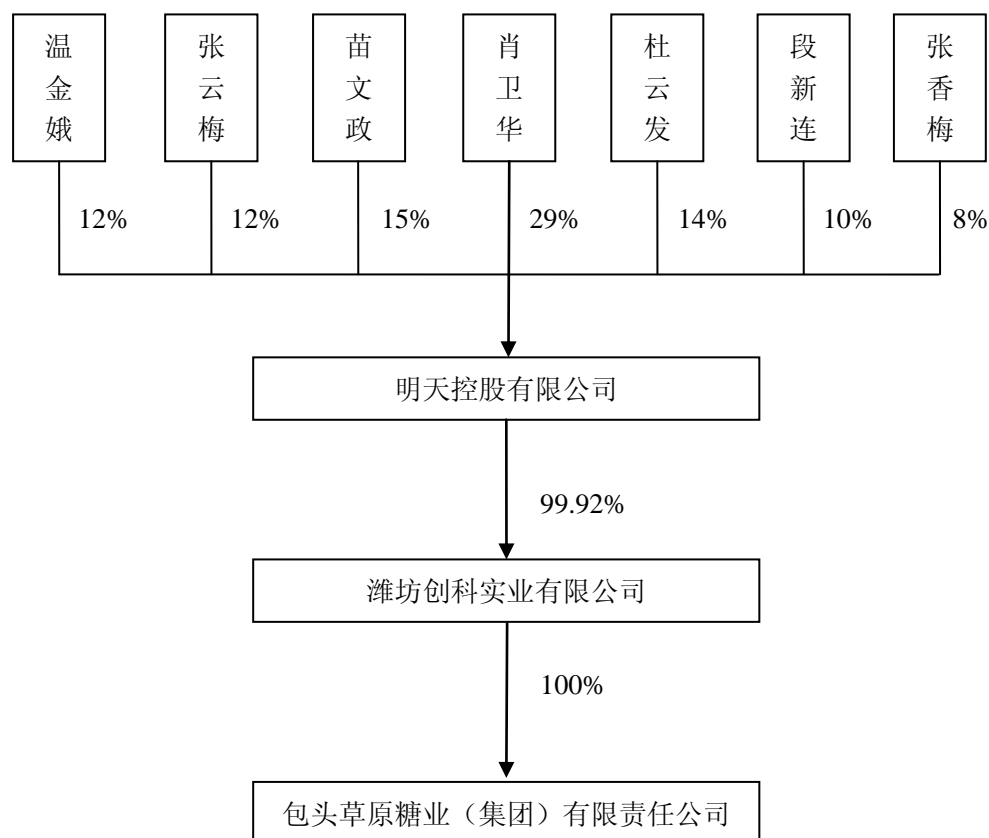 温金娥
张云梅
苗文政
肖卫华
杜云发
段新连
张香梅
12%
12%
15%
29%
14%
10%
8%
明天控股有限公司
99.92%
潍坊创科实业有限公司
100%
包头草原糖业（集团）有限责任公司